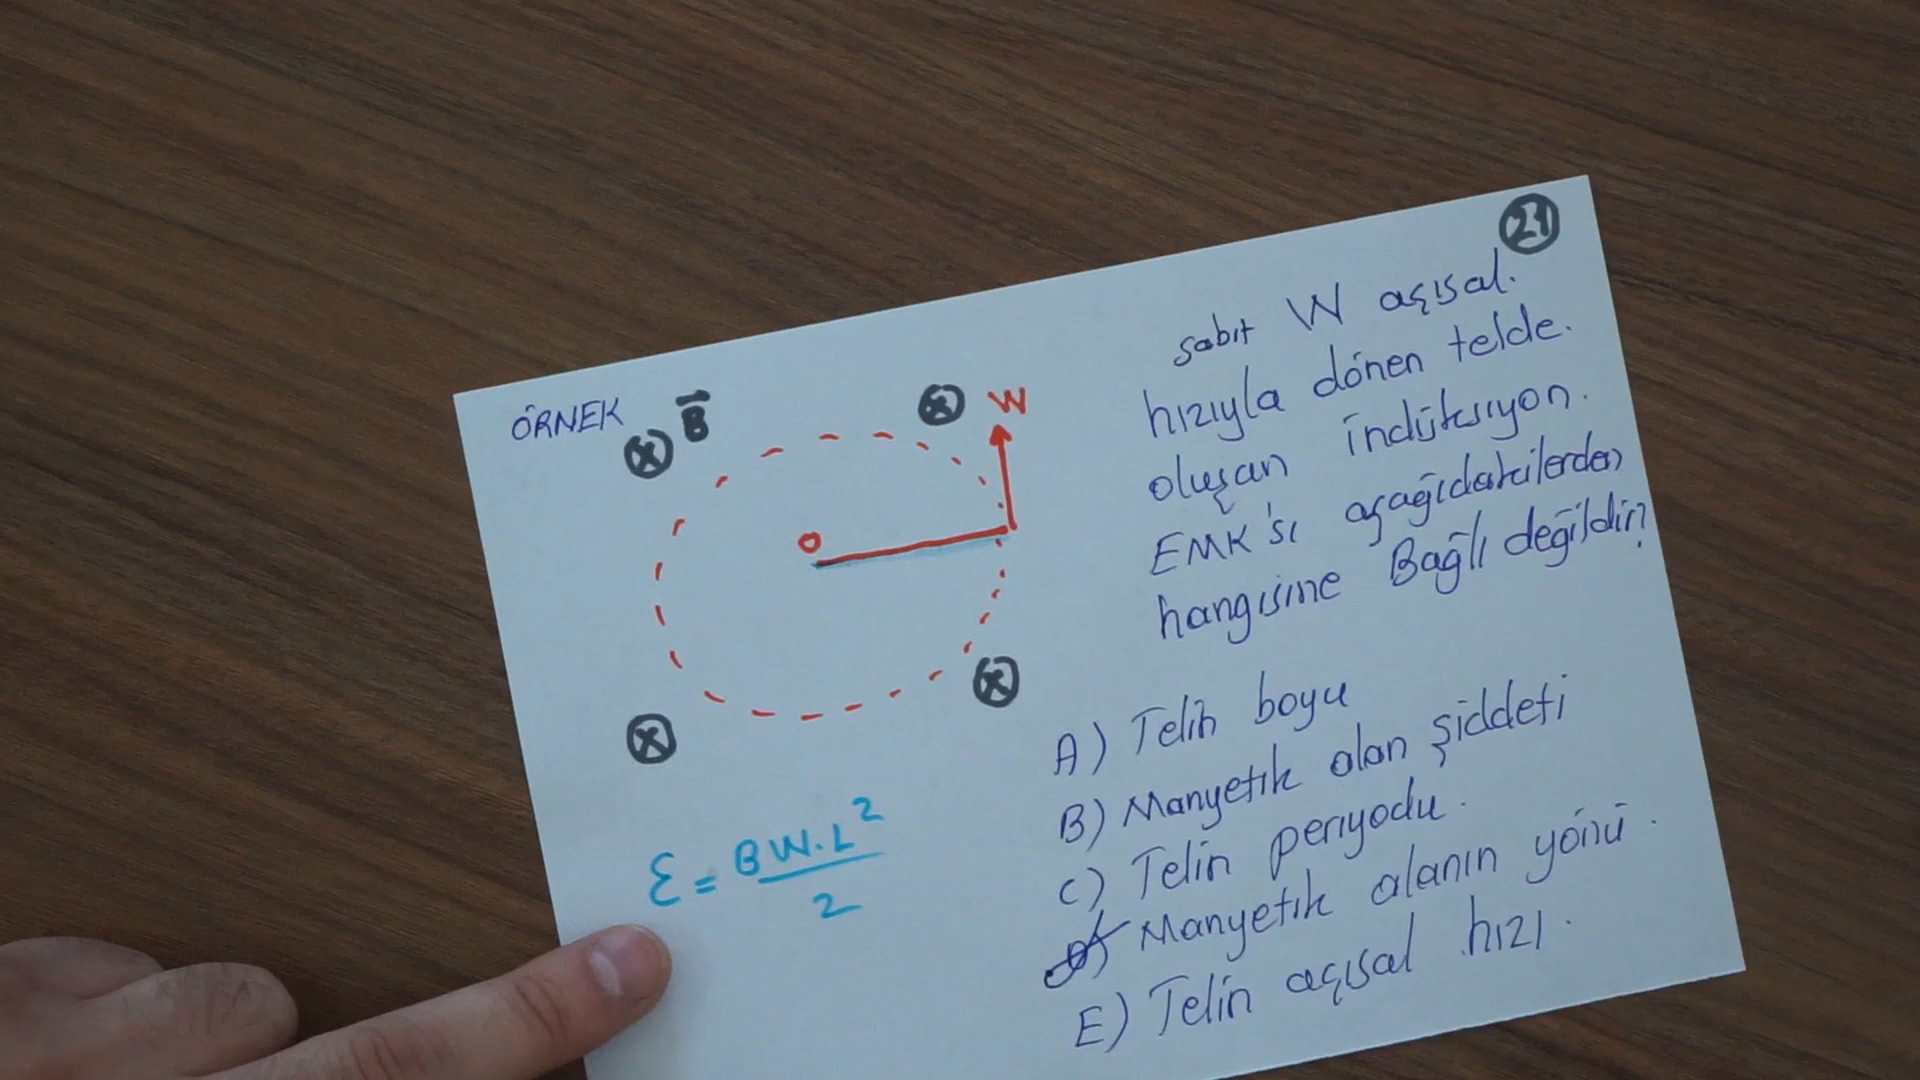 21
ÖRNEK
B
W
O
ε = BW.L²/2
sabit W açısal.
hızıyla dönen telde.
oluşan indüksıyon.
EMK'sı aşağıdakilerden
hangisine Bağlı değildir?
A) Telin boyu
B) Manyetik alan şiddeti
C) Telin periyodu.
D) Manyetik alanın yönü.
E) Telin açısal hızı.